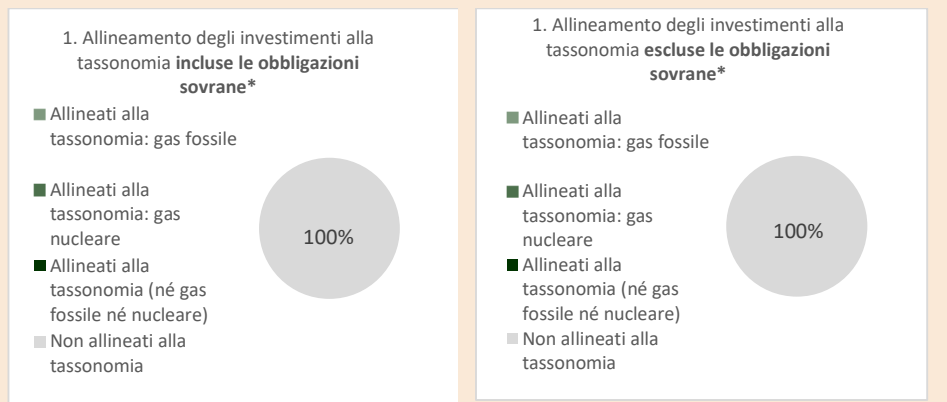 1. Allineamento degli investimenti alla
tassonomia incluse le obbligazioni
sovrane*
Allineati alla
tassonomia: gas fossile
Allineati alla
tassonomia: gas
nucleare
Allineati alla
tassonomia (né gas
fossile né nucleare)
Non allineati alla
tassonomia
100%
1. Allineamento degli investimenti alla
tassonomia escluse le obbligazioni
sovrane*
Allineati alla
tassonomia: gas fossile
Allineati alla
tassonomia: gas
nucleare
Allineati alla
tassonomia (né gas
fossile né nucleare)
Non allineati alla
tassonomia
100%